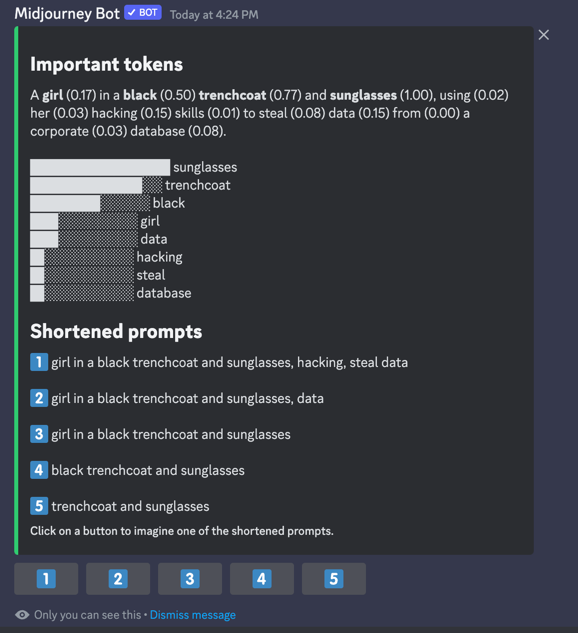 Midjourney Bot ✓ BOT Today at 4:24 PM
Important tokens
A girl (0.17) in a black (0.50) trenchcoat (0.77) and sunglasses (1.00), using (0.02)
her (0.03) hacking (0.15) skills (0.01) to steal (0.08) data (0.15) from (0.00) a
corporate (0.03) database (0.08).
sunglasses
trenchcoat
black
girl
data
hacking
steal
database
Shortened prompts
1 girl in a black trenchcoat and sunglasses, hacking, steal data
2 girl in a black trenchcoat and sunglasses, data
3 girl in a black trenchcoat and sunglasses
4 black trenchcoat and sunglasses
5 trenchcoat and sunglasses
Click on a button to imagine one of the shortened prompts.
1 2 3 4 5
Only you can see this • Dismiss message